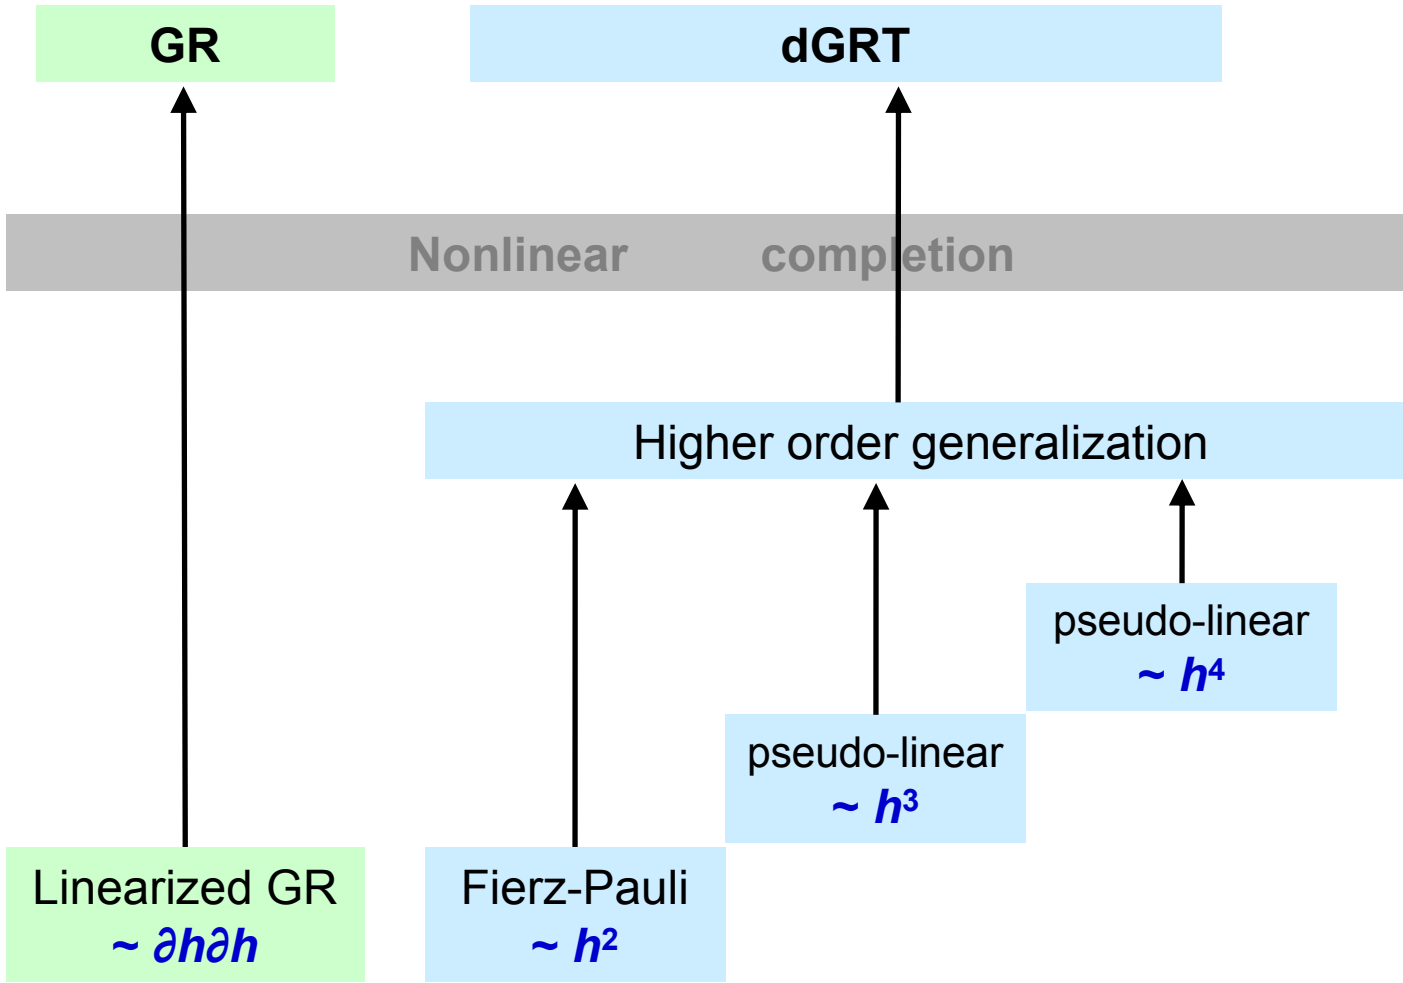 GR
dGRT
Nonlinear completion
Higher order generalization
pseudo-linear
~ h⁴
pseudo-linear
~ h³
Linearized GR
~ ∂h∂h
Fierz-Pauli
~ h²